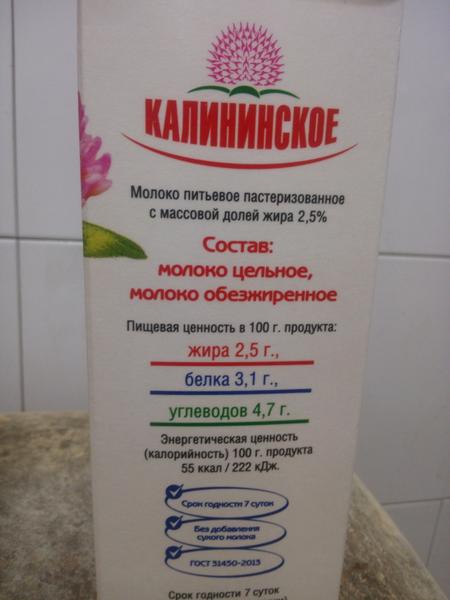 КАЛИНИНСКОЕ
Молоко питьевое пастеризованное
с массовой долей жира 2,5%
Состав:
молоко цельное,
молоко обезжиренное
Пищевая ценность в 100 г. продукта:
жира 2,5 г.,
белка 3,1 г.,
углеводов 4,7 г.
Энергетическая ценность
(калорийность) 100 г. продукта
55 ккал / 222 кДж.
Срок годности 7 суток
Без добавления
сухого молока
ГОСТ 31450-2013
Срок годности 7 суток